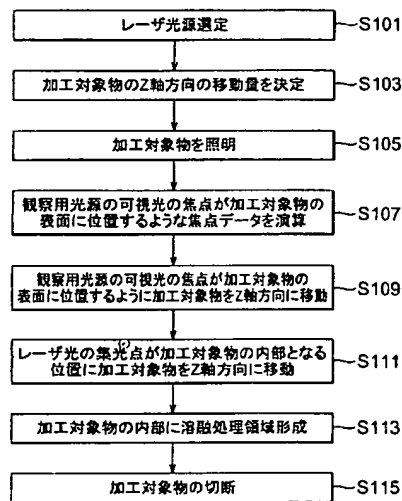 レーザ光源選定
S101
加工対象物のZ軸方向の移動量を決定
S103
加工対象物を照明
S105
観察用光源の可視光の焦点が加工対象物の
表面に位置するような焦点データを演算
S107
観察用光源の可視光の焦点が加工対象物の
表面に位置するように加工対象物をZ軸方向に移動
S109
レーザ光の集光点が加工対象物の内部となる
位置に加工対象物をZ軸方向に移動
S111
加工対象物の内部に溶融処理領域形成
S113
加工対象物の切断
S115